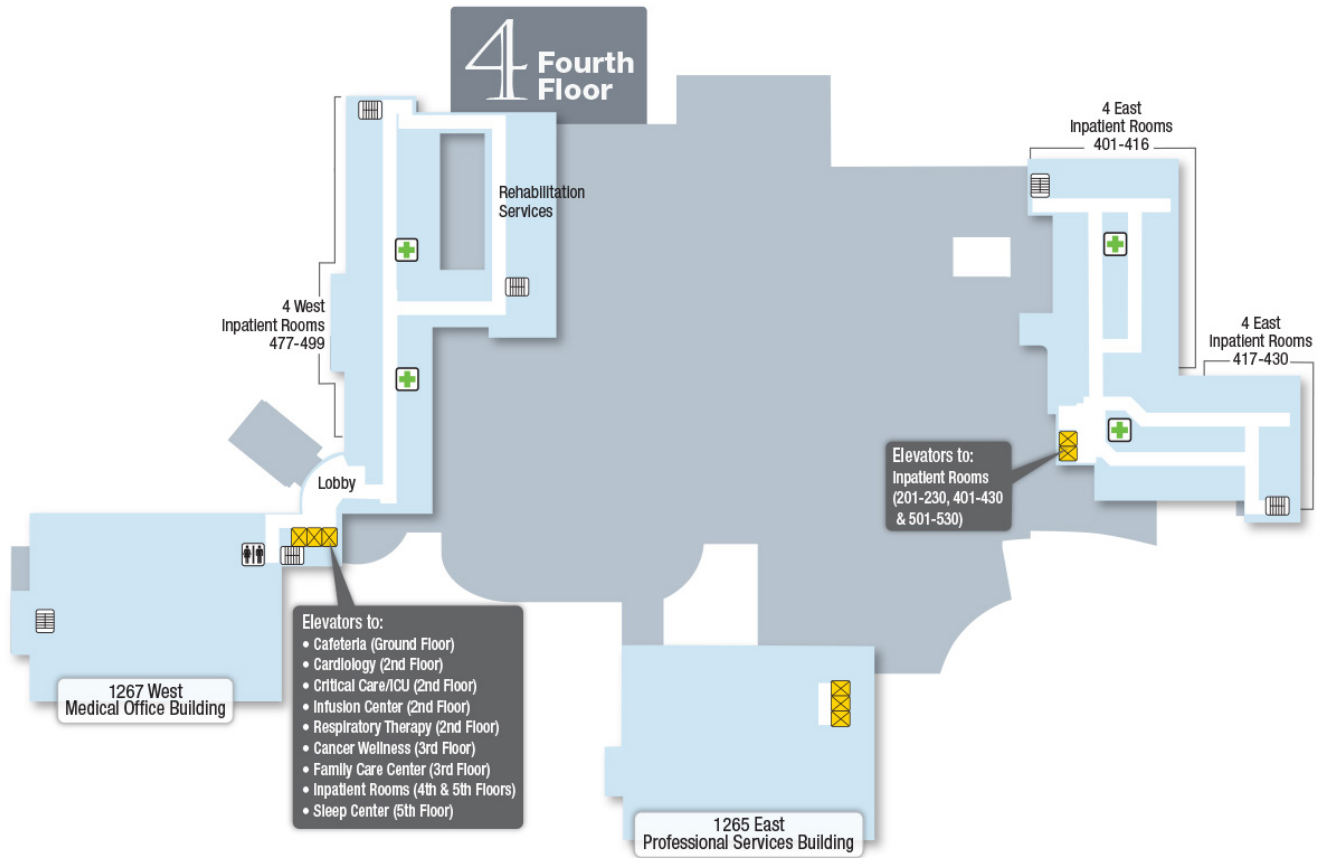 4 Fourth
Floor
4 East
Inpatient Rooms
401-416
Rehabilitation
Services
4 West
Inpatient Rooms
477-499
4 East
Inpatient Rooms
417-430
Elevators to:
Inpatient Rooms
(201-230, 401-430
& 501-530)
Lobby
Elevators to:
• Cafeteria (Ground Floor)
• Cardiology (2nd Floor)
• Critical Care/ICU (2nd Floor)
• Infusion Center (2nd Floor)
• Respiratory Therapy (2nd Floor)
• Cancer Wellness (3rd Floor)
• Family Care Center (3rd Floor)
• Inpatient Rooms (4th & 5th Floors)
• Sleep Center (5th Floor)
1267 West
Medical Office Building
1265 East
Professional Services Building